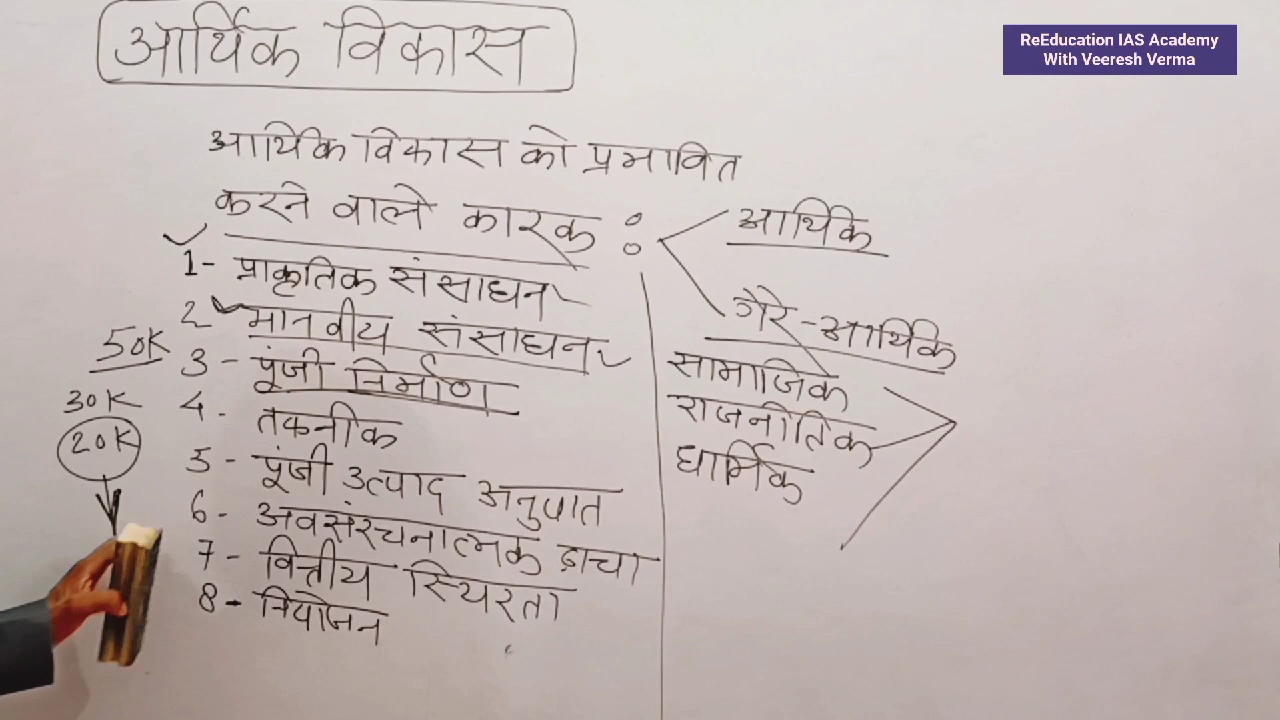 ReEducation IAS Academy
With Veeresh Verma
आर्थिक विकास
आर्थिक विकास को प्रभावित
करने वाले कारक :
1- प्राकृतिक संसाधन
2 मानवीय संसाधन
3 - पूंजी निर्माण
4 - तकनीक
5 - पूंजी उत्पाद अनुपात
6 - अवसंरचनात्मक ढ़ाचा
7 - वित्तीय स्थिरता
8 - नियोजन
50K
30K
20K
आर्थिक
गैर-आर्थिक
सामाजिक
राजनीतिक
धार्मिक